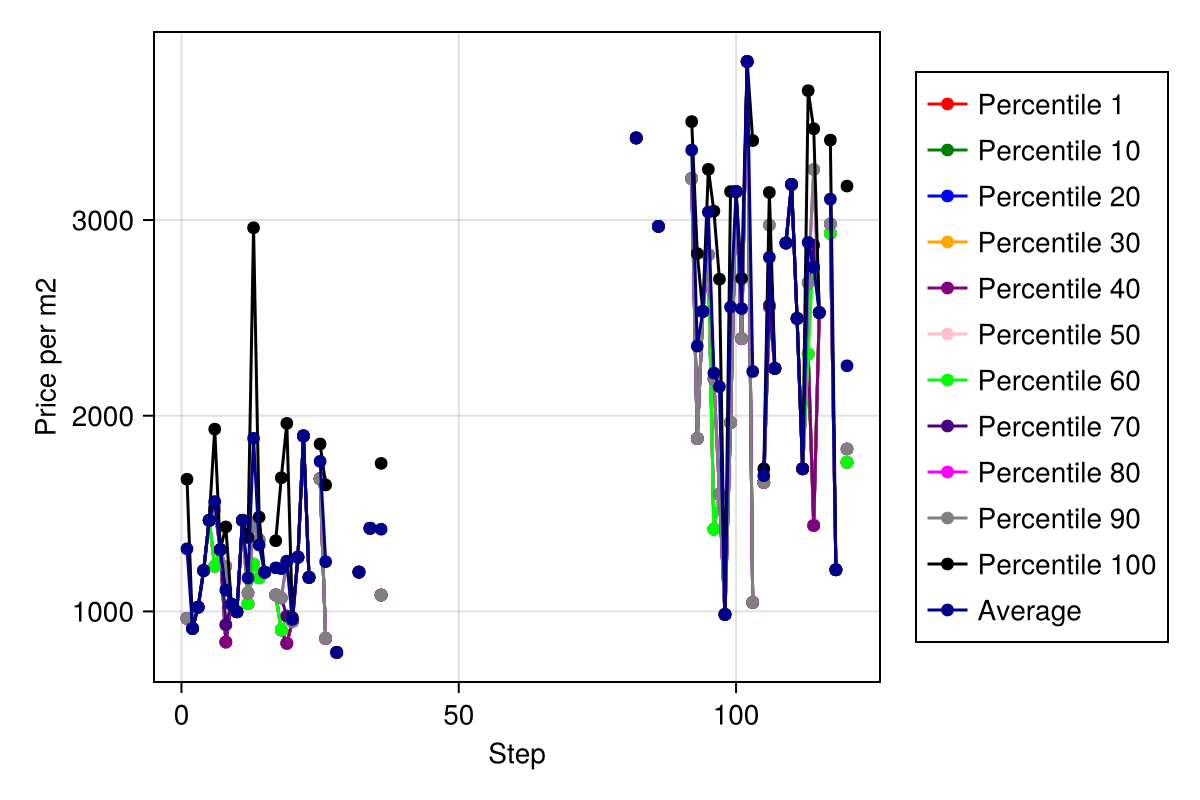 3000
2000
1000
0
50
100
Price per m2
Step
Percentile 1
Percentile 10
Percentile 20
Percentile 30
Percentile 40
Percentile 50
Percentile 60
Percentile 70
Percentile 80
Percentile 90
Percentile 100
Average